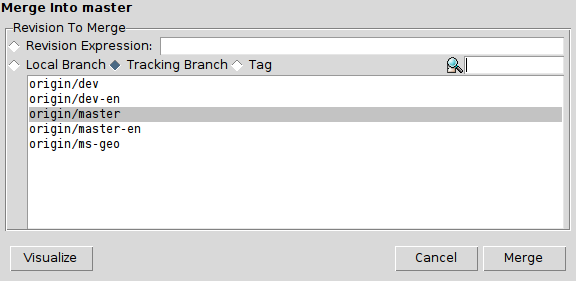 Merge Into master
Revision To Merge
Revision Expression:
Local Branch Tracking Branch Tag
origin/dev
origin/dev-en
origin/master
origin/master-en
origin/ms-geo
Visualize Cancel Merge